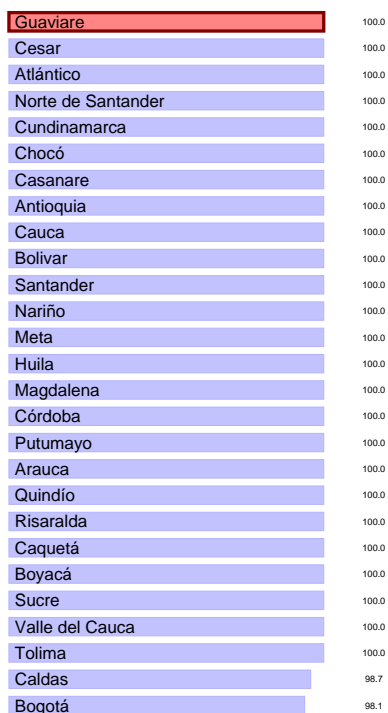 Guaviare 100.0
Cesar 100.0
Atlántico 100.0
Norte de Santander 100.0
Cundinamarca 100.0
Chocó 100.0
Casanare 100.0
Antioquia 100.0
Cauca 100.0
Bolivar 100.0
Santander 100.0
Nariño 100.0
Meta 100.0
Huila 100.0
Magdalena 100.0
Córdoba 100.0
Putumayo 100.0
Arauca 100.0
Quindío 100.0
Risaralda 100.0
Caquetá 100.0
Boyacá 100.0
Sucre 100.0
Valle del Cauca 100.0
Tolima 100.0
Caldas 98.7
Bogotá 98.1